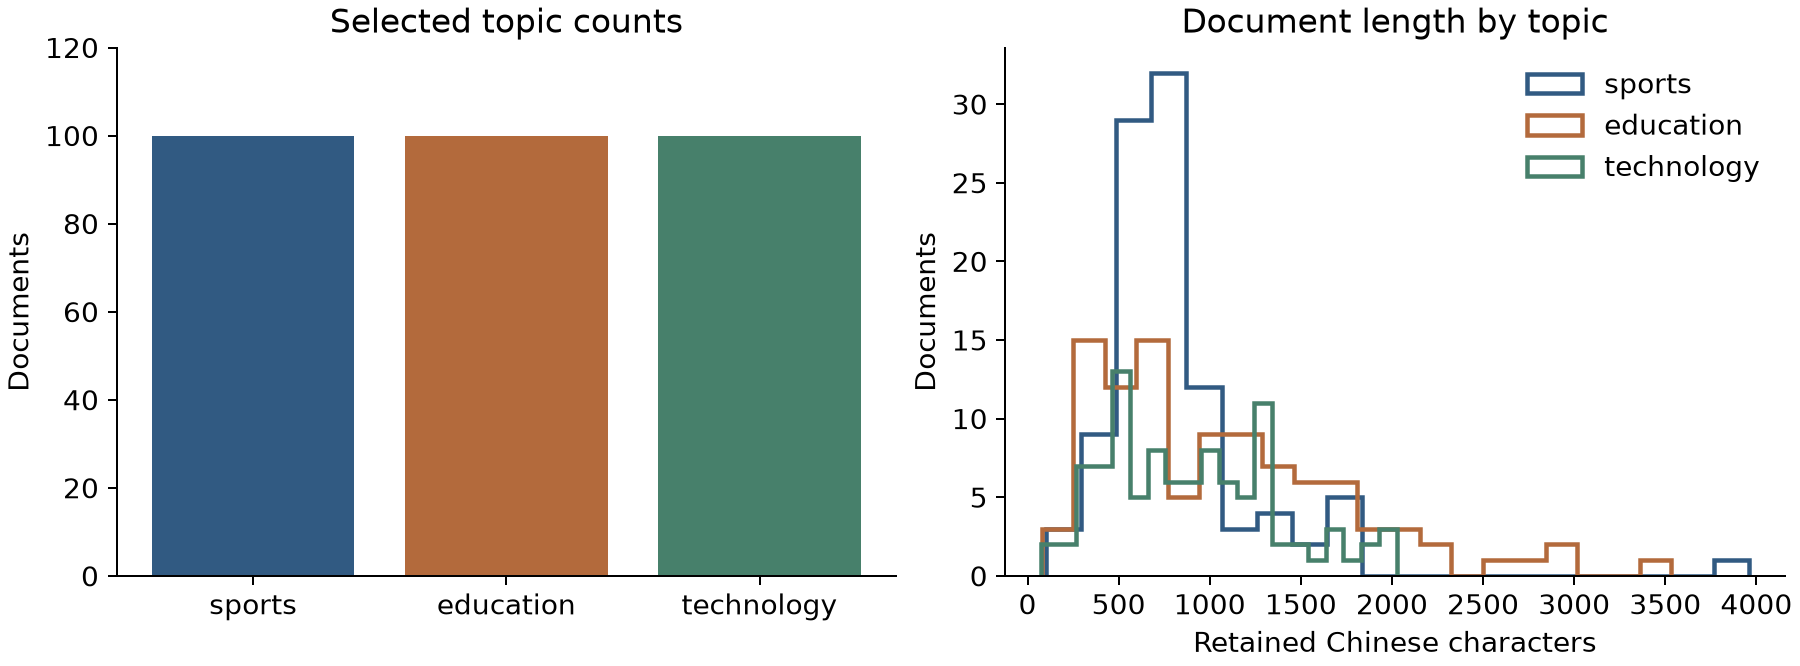 Selected topic counts
Documents
120
100
80
60
40
20
0
sports education technology
Document length by topic
Documents
30
25
20
15
10
5
0
0 500 1000 1500 2000 2500 3000 3500 4000
Retained Chinese characters
sports
education
technology